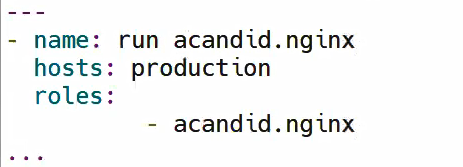 ---
- name: run acandid.nginx
  hosts: production
  roles:
          - acandid.nginx
...